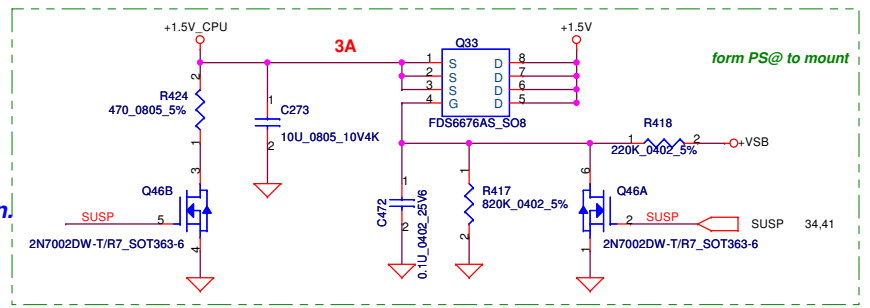 +1.5V_CPU
3A
Q33
+1.5V
form PS@ to mount
1 S D 8
2 S D 7
3 S D 6
4 G D 5
FDS6676AS_SO8
2
R424
470_0805_5%
1
1
C273
10U_0805_10V4K
2
R418
1 2
220K_0402_5%
+VSB
3
Q46B
n.
SUSP
5
2N7002DW-T/R7_SOT363-6
4
1
C472
0.1U_0402_25V6
2
1
R417
820K_0402_5%
2
6
Q46A
2
SUSP
SUSP 34,41
2N7002DW-T/R7_SOT363-6
1